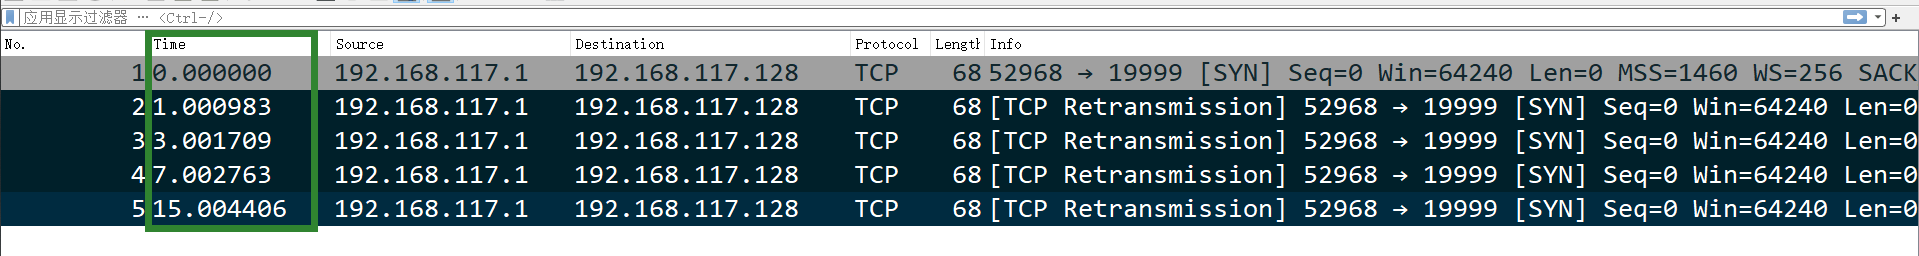 应用显示过滤器 … <Ctrl-/>
No. Time Source Destination Protocol Length Info
1 0.000000 192.168.117.1 192.168.117.128 TCP 68 52968 → 19999 [SYN] Seq=0 Win=64240 Len=0 MSS=1460 WS=256 SACK
2 1.000983 192.168.117.1 192.168.117.128 TCP 68 [TCP Retransmission] 52968 → 19999 [SYN] Seq=0 Win=64240 Len=0
3 3.001709 192.168.117.1 192.168.117.128 TCP 68 [TCP Retransmission] 52968 → 19999 [SYN] Seq=0 Win=64240 Len=0
4 7.002763 192.168.117.1 192.168.117.128 TCP 68 [TCP Retransmission] 52968 → 19999 [SYN] Seq=0 Win=64240 Len=0
5 15.004406 192.168.117.1 192.168.117.128 TCP 68 [TCP Retransmission] 52968 → 19999 [SYN] Seq=0 Win=64240 Len=0